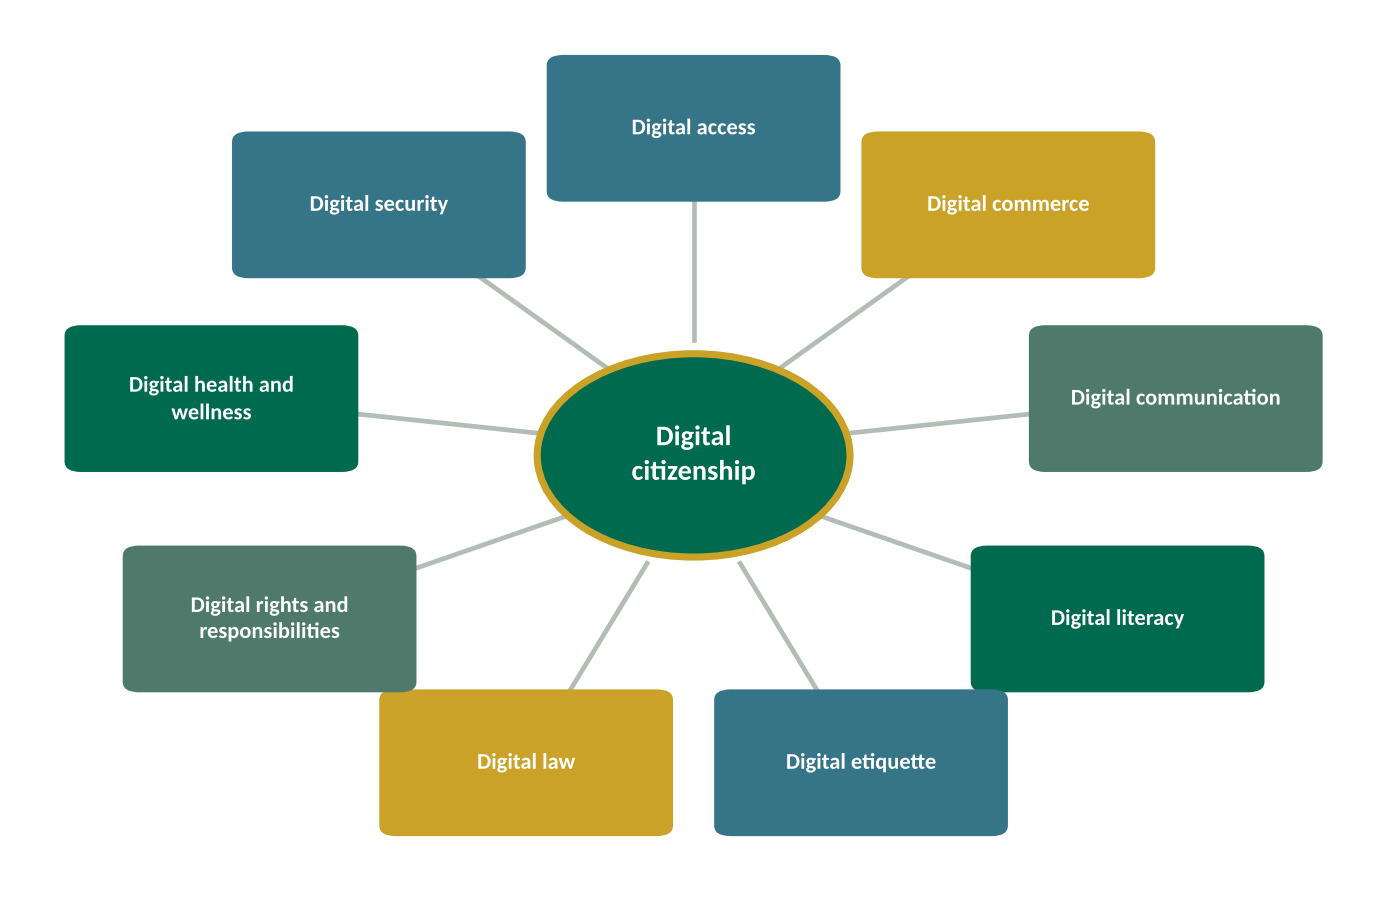 Digital access
Digital security
Digital commerce
Digital health and
wellness
Digital communication
Digital
citizenship
Digital rights and
responsibilities
Digital literacy
Digital law
Digital etiquette